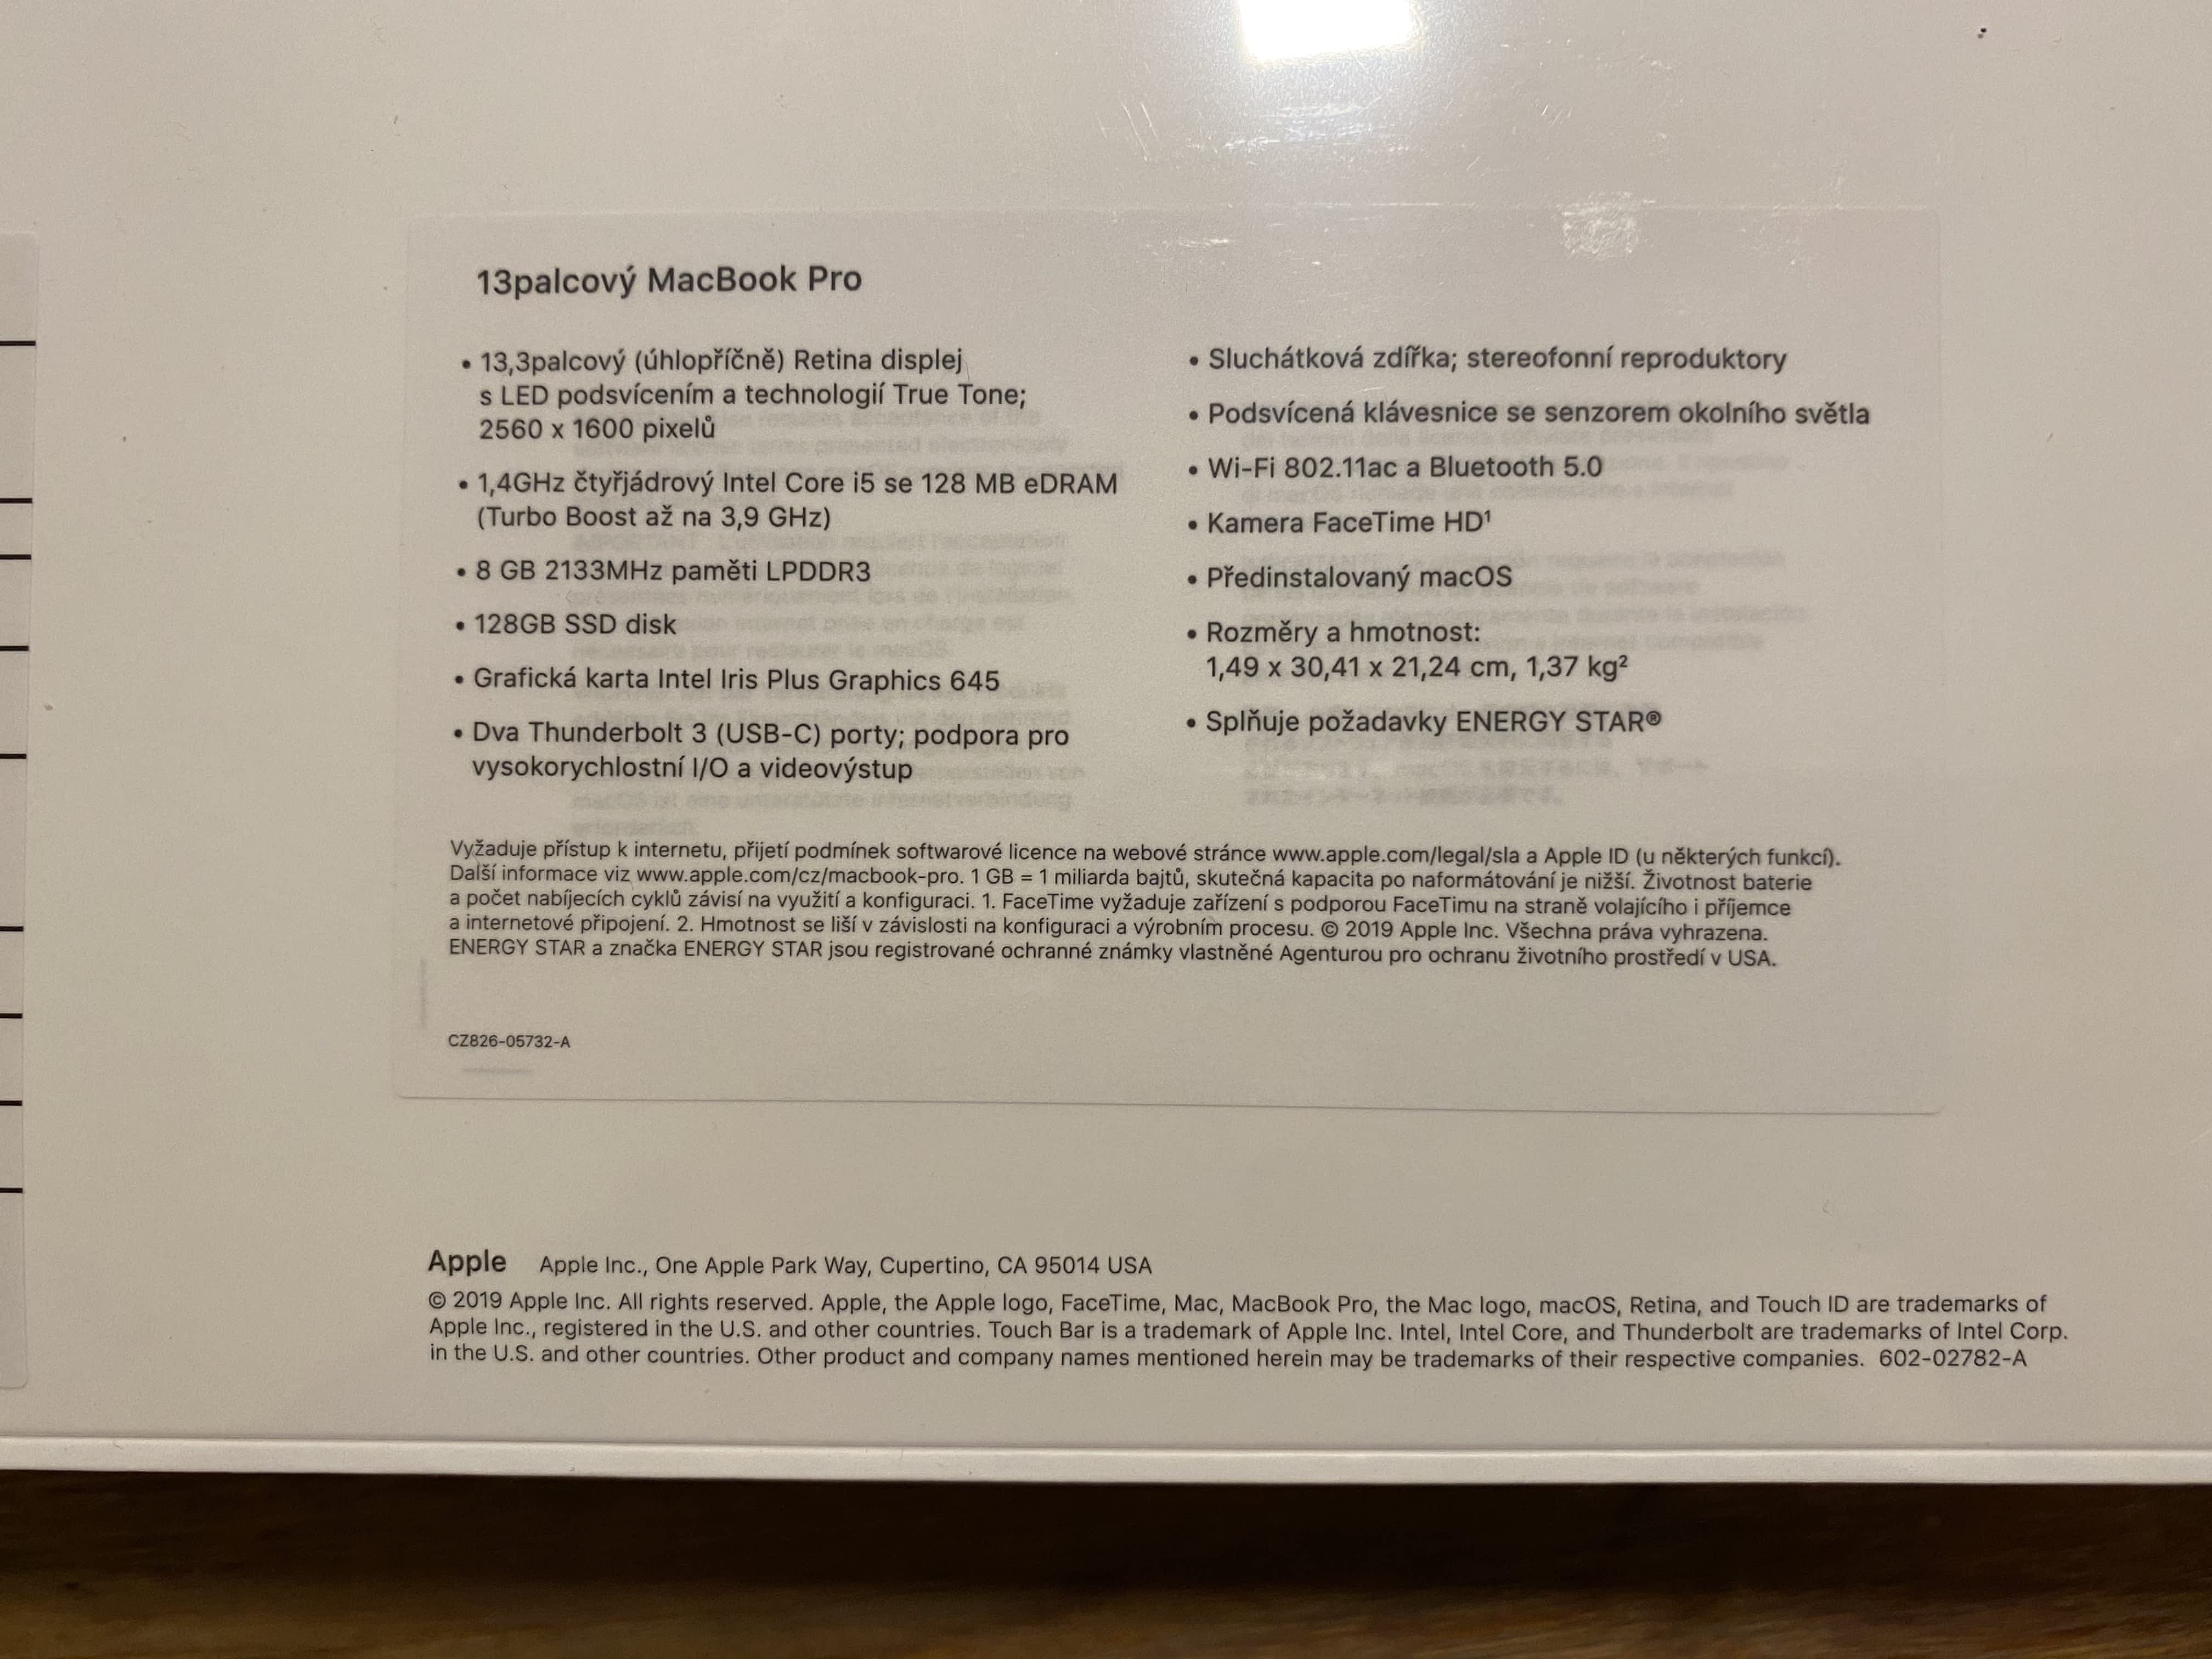 13palcový MacBook Pro
• 13,3palcový (úhlopříčně) Retina displej
s LED podsvícením a technologií True Tone;
2560 x 1600 pixelů
• 1,4GHz čtyřjádrový Intel Core i5 se 128 MB eDRAM
(Turbo Boost až na 3,9 GHz)
• 8 GB 2133MHz paměti LPDDR3
• 128GB SSD disk
• Grafická karta Intel Iris Plus Graphics 645
• Dva Thunderbolt 3 (USB-C) porty; podpora pro
vysokorychlostní I/O a videovýstup
• Sluchátková zdířka; stereofonní reproduktory
• Podsvícená klávesnice se senzorem okolního světla
• Wi-Fi 802.11ac a Bluetooth 5.0
• Kamera FaceTime HD¹
• Předinstalovaný macOS
• Rozměry a hmotnost:
1,49 x 30,41 x 21,24 cm, 1,37 kg²
• Splňuje požadavky ENERGY STAR®
Vyžaduje přístup k internetu, přijetí podmínek softwarové licence na webové stránce www.apple.com/legal/sla a Apple ID (u některých funkcí).
Další informace viz www.apple.com/cz/macbook-pro. 1 GB = 1 miliarda bajtů, skutečná kapacita po naformátování je nižší. Životnost baterie
a počet nabíjecích cyklů závisí na využití a konfiguraci. 1. FaceTime vyžaduje zařízení s podporou FaceTimu na straně volajícího i příjemce
a internetové připojení. 2. Hmotnost se liší v závislosti na konfiguraci a výrobním procesu. © 2019 Apple Inc. Všechna práva vyhrazena.
ENERGY STAR a značka ENERGY STAR jsou registrované ochranné známky vlastněné Agenturou pro ochranu životního prostředí v USA.
CZ826-05732-A
Apple Apple Inc., One Apple Park Way, Cupertino, CA 95014 USA
© 2019 Apple Inc. All rights reserved. Apple, the Apple logo, FaceTime, Mac, MacBook Pro, the Mac logo, macOS, Retina, and Touch ID are trademarks of
Apple Inc., registered in the U.S. and other countries. Touch Bar is a trademark of Apple Inc. Intel, Intel Core, and Thunderbolt are trademarks of Intel Corp.
in the U.S. and other countries. Other product and company names mentioned herein may be trademarks of their respective companies. 602-02782-A